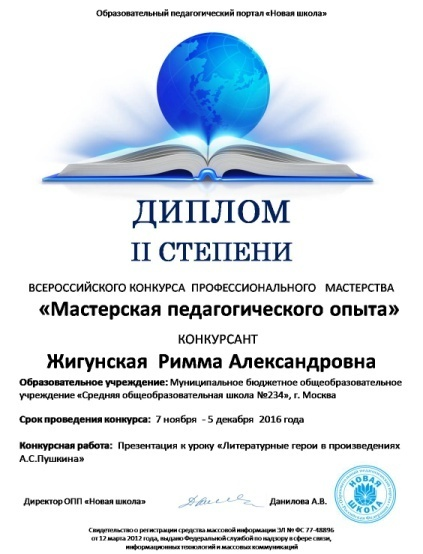 Образовательный педагогический портал «Новая школа»
ДИПЛОМ
II СТЕПЕНИ
ВСЕРОССИЙСКОГО КОНКУРСА ПРОФЕССИОНАЛЬНОГО МАСТЕРСТВА
«Мастерская педагогического опыта»
КОНКУРСАНТ
Жигунская Римма Александровна
Образовательное учреждение: Муниципальное бюджетное общеобразовательное
учреждение «Средняя общеобразовательная школа №234», г. Москва
Срок проведения конкурса: 7 ноября - 5 декабря 2016 года
Конкурсная работа: Презентация к уроку «Литературные герои в произведениях
А.С.Пушкина»
НОВАЯ
ШКОЛА
Директор ОПП «Новая школа» Данилова А.В.
Свидетельство о регистрации средства массовой информации ЭЛ № ФС 77-48896
от 12 марта 2012 года, выдано Федеральной службой по надзору в сфере связи,
информационных технологий и массовых коммуникаций